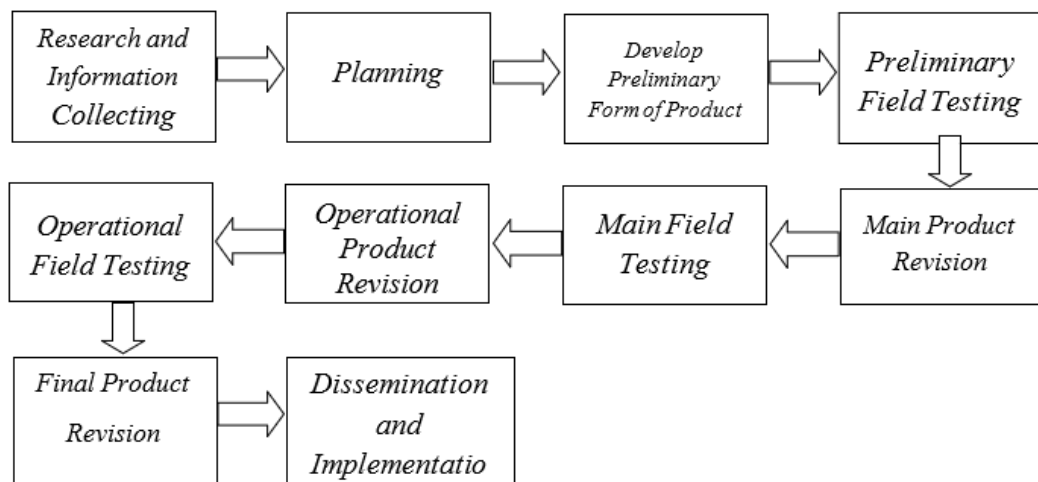 Research and
Information
Collecting
Planning
Develop
Preliminary
Form of Product
Preliminary
Field Testing
Main Product
Revision
Main Field
Testing
Operational
Product
Revision
Operational
Field Testing
Final Product
Revision
Dissemination
and
Implementatio